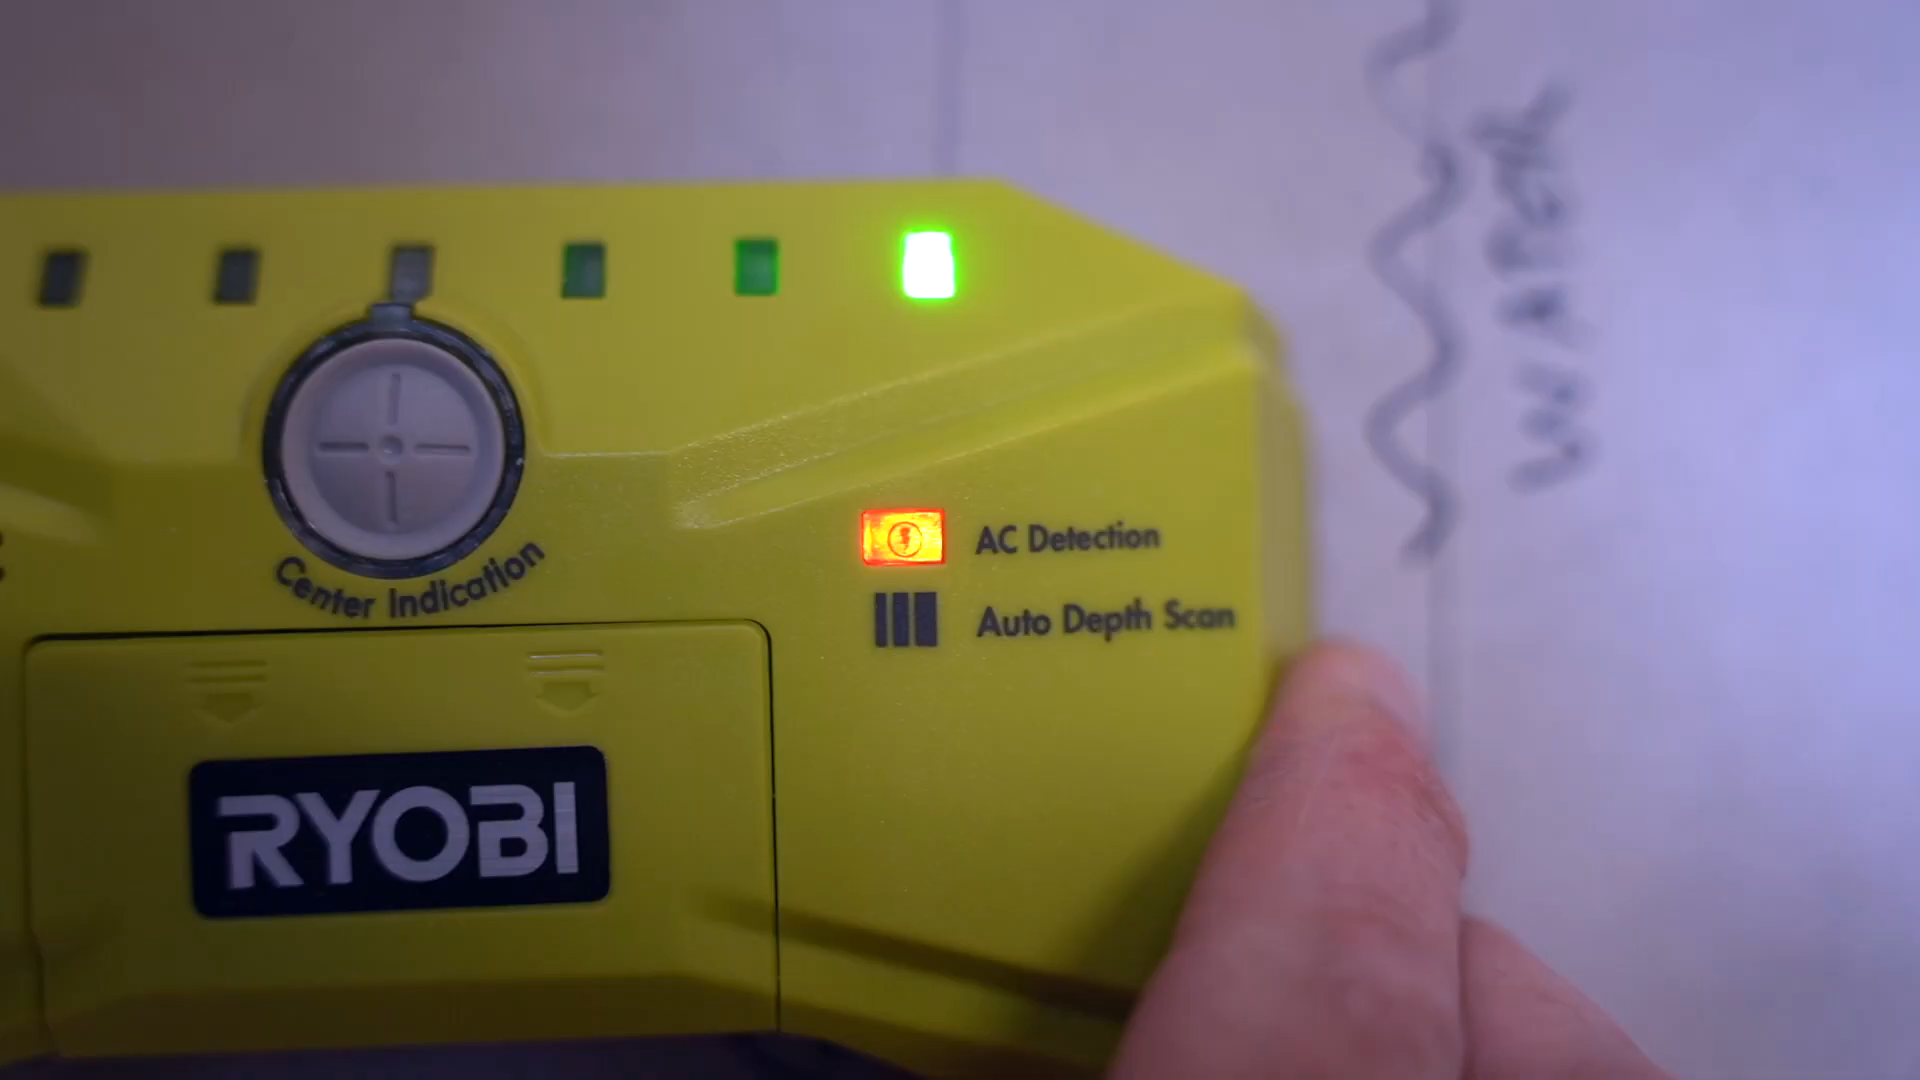 Center Indication
AC Detection
Auto Depth Scan
RYOBI